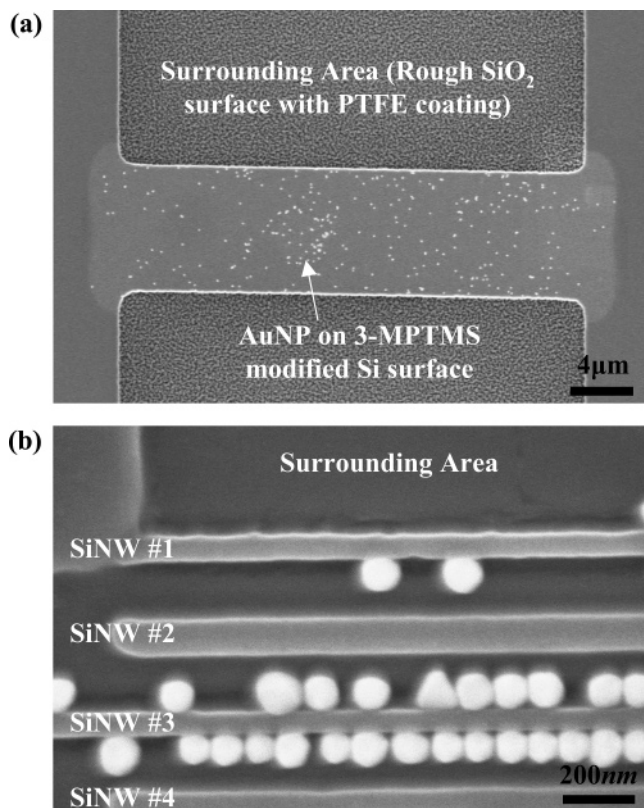 (a)
Surrounding Area (Rough SiO2
surface with PTFE coating)
AuNP on 3-MPTMS
modified Si surface
4μm
(b)
Surrounding Area
SiNW #1
SiNW #2
SiNW #3
SiNW #4
200nm